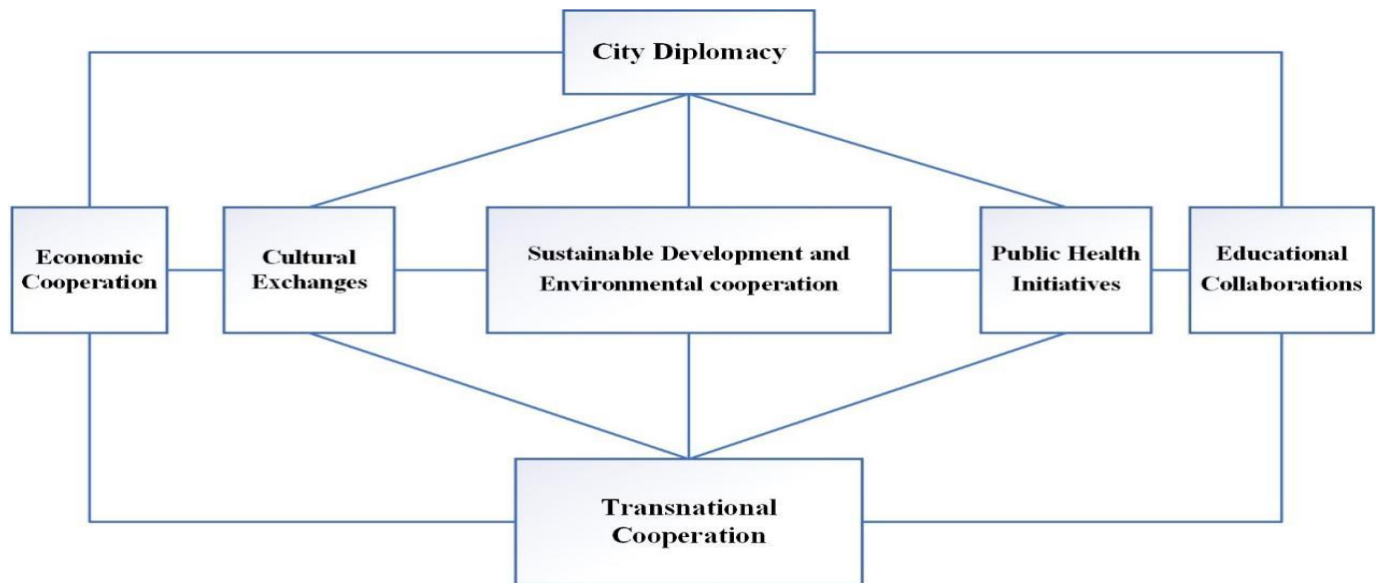 City Diplomacy
Economic
Cooperation
Cultural
Exchanges
Sustainable Development and
Environmental cooperation
Public Health
Initiatives
Educational
Collaborations
Transnational
Cooperation